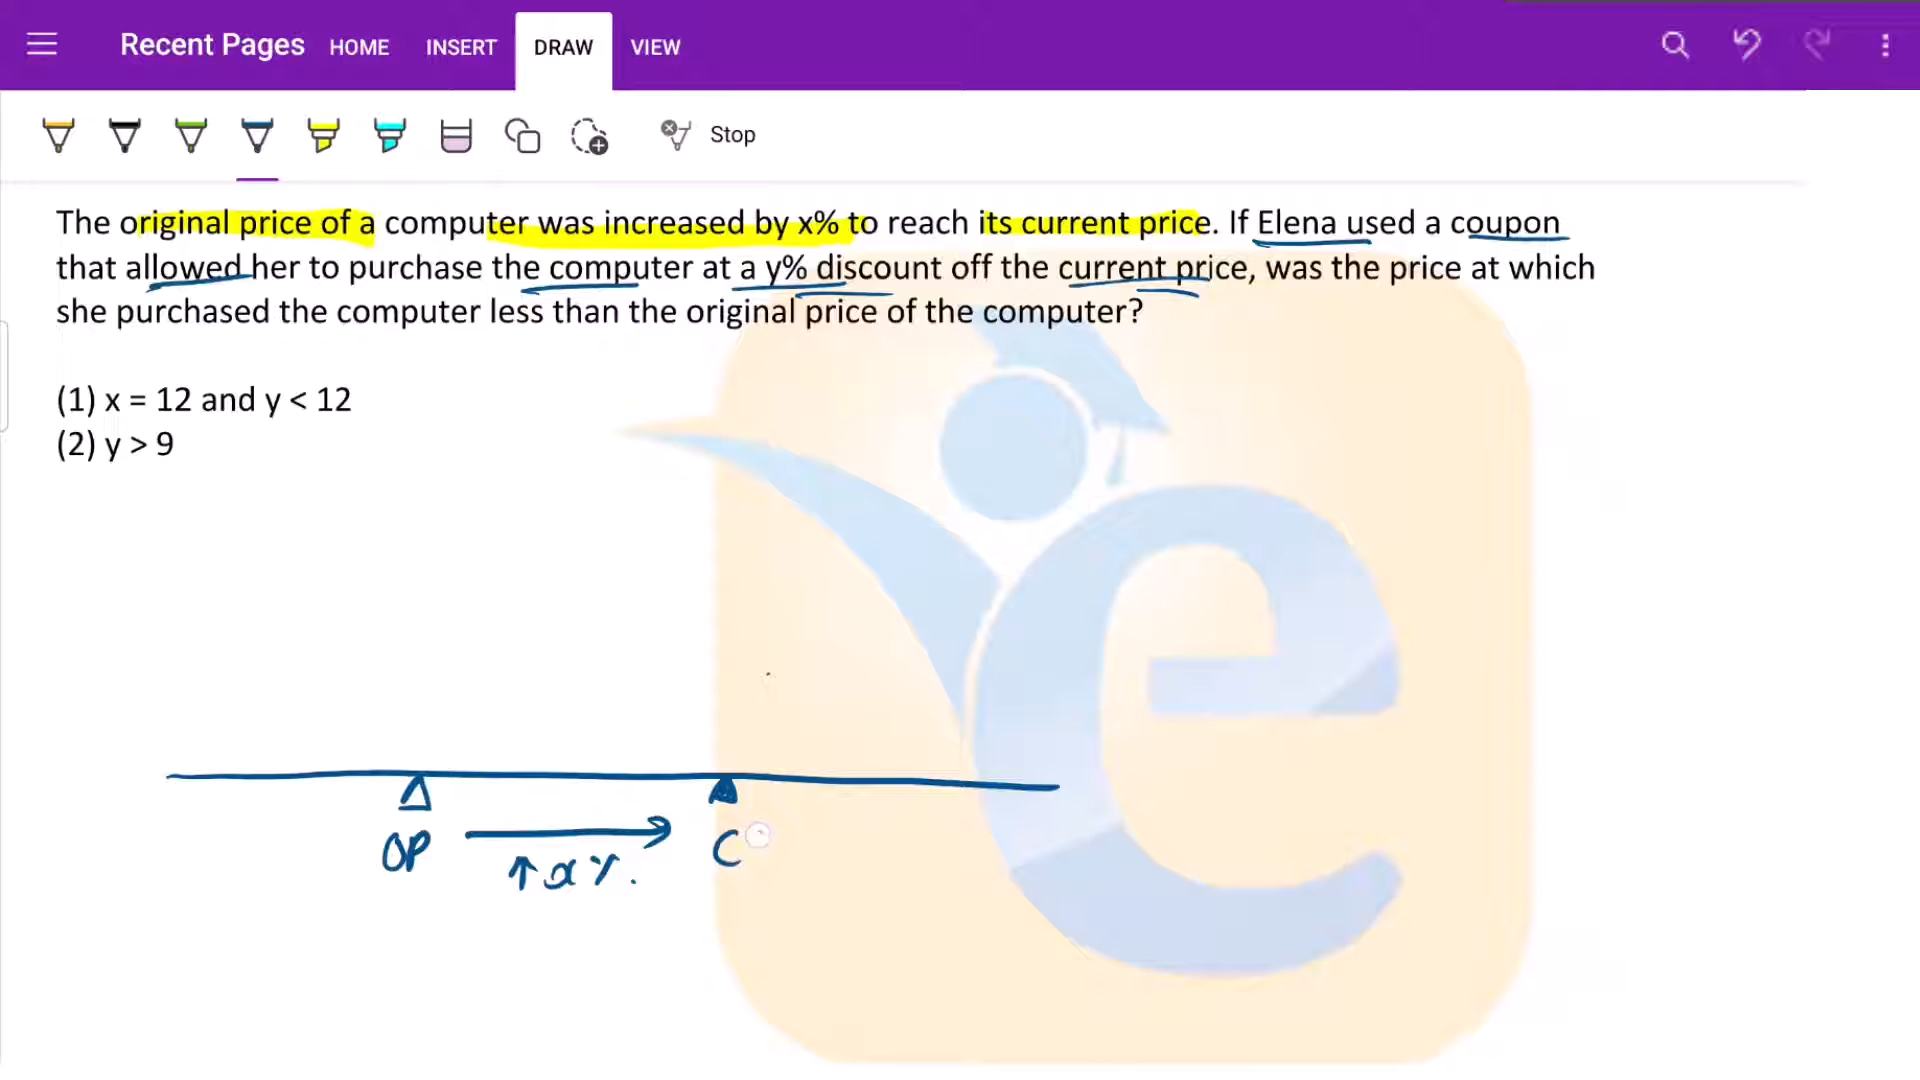 Recent Pages HOME INSERT DRAW VIEW
Stop
The original price of a computer was increased by x% to reach its current price. If Elena used a coupon
that allowed her to purchase the computer at a y% discount off the current price, was the price at which
she purchased the computer less than the original price of the computer?
(1) x = 12 and y < 12
(2) y > 9
OP ↑ x %. C